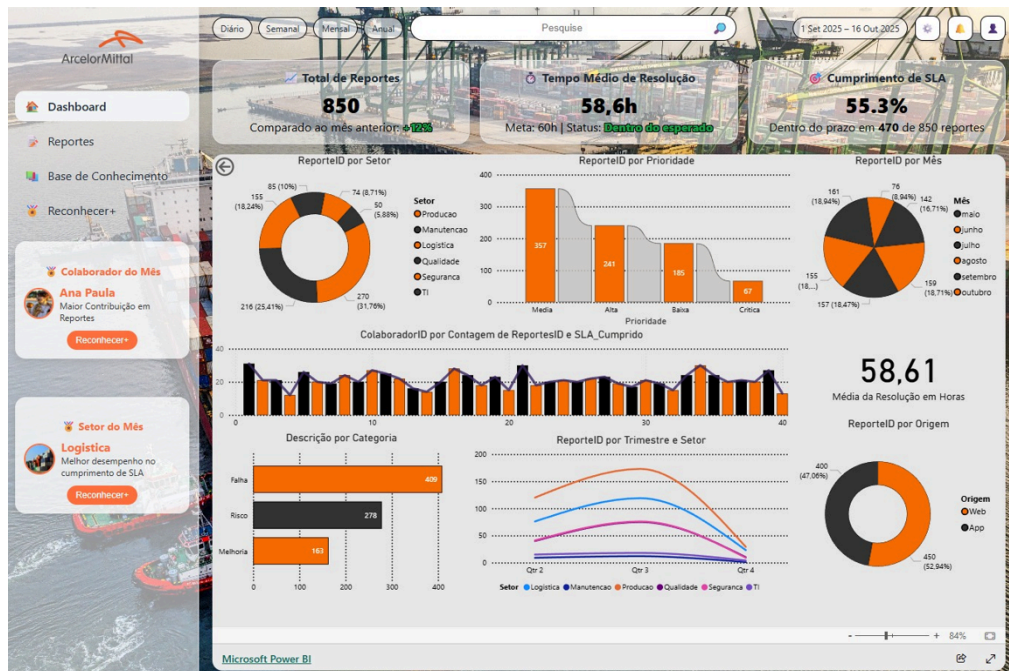 ArcelorMittal
Dashboard
Reportes
Base de Conhecimento
Reconhecer+
Colaborador do Mês
Ana Paula
Maior Contribuição em
Reportes
Reconhecer+
Setor do Mês
Logistica
Melhor desempenho no
cumprimento de SLA
Reconhecer+
Diário
Semanal
Mensal
Anual
Pesquise
1 Set 2025 – 16 Out 2025
Total de Reportes
850
Comparado ao mês anterior: +12%
Tempo Médio de Resolução
58,6h
Meta: 60h | Status: Dentro do esperado
Cumprimento de SLA
55.3%
Dentro do prazo em 470 de 850 reportes
ReporteID por Setor
85 (10%)
74 (8,71%)
155
(18,24%)
50
(5,88%)
216 (25,41%)
270
(31,76%)
Setor
Producao
Manutencao
Logistica
Qualidade
Seguranca
TI
ReporteID por Prioridade
400
300
200
100
0
357
241
185
67
Media
Alta
Baixa
Crítica
Prioridade
ReporteID por Mês
161
(18,94%)
76
(8,94%)
142
(16,71%)
155
(18,...)
157 (18,47%)
159
(18,71%)
Mês
maio
junho
julho
agosto
setembro
outubro
ColaboradorID por Contagem de ReportesID e SLA_Cumprido
40
20
0
0
10
20
30
40
58,61
Média da Resolução em Horas
Descrição por Categoria
Falha
409
Risco
278
Melhoria
163
0
100
200
300
400
ReporteID por Trimestre e Setor
200
150
100
50
0
Qtr 2
Qtr 3
Qtr 4
Setor
Logistica
Manutencao
Producao
Qualidade
Seguranca
TI
ReporteID por Origem
400
(47,06%)
450
(52,94%)
Origem
Web
App
- + 84%
Microsoft Power BI